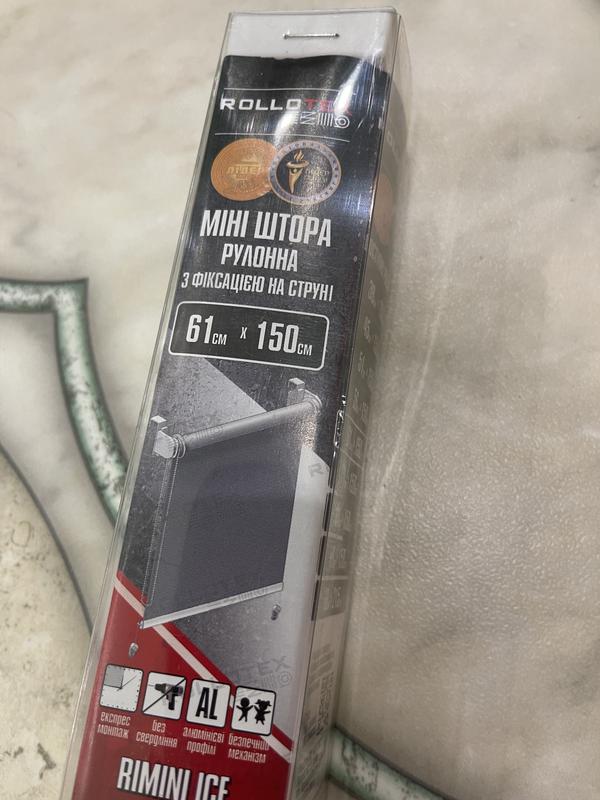 ROLLOTEX
ЛІДЕР
МІНІ ШТОРА
РУЛОННА
З ФІКСАЦІЄЮ НА СТРУНІ
61см х 150см
AL
експрес монтаж
без свердління
алюмінієві профілі
безпечний механізм
RIMINI ICE